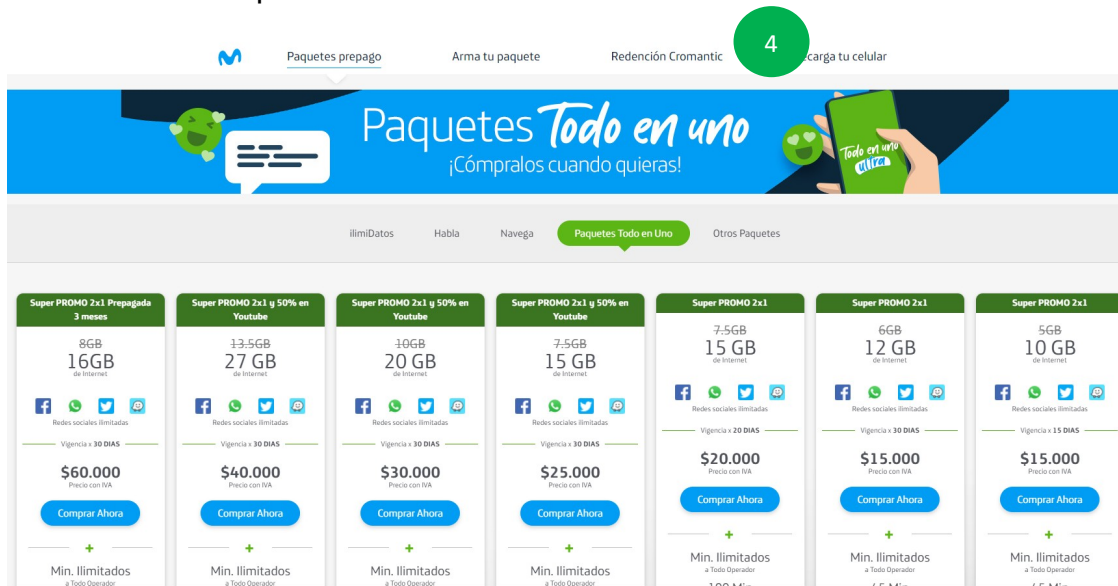 Paquetes prepago Arma tu paquete Redención Cromantic 4 ecarga tu celular
Paquetes Todo en uno
¡Cómpralos cuando quieras!
Todo en uno
ultra
ilimiDatos Habla Navega Paquetes Todo en Uno Otros Paquetes
Super PROMO 2x1 Prepagada
3 meses
8GB
16GB
de Internet
Redes sociales ilimitadas
Vigencia x 30 DIAS
$60.000
Precio con IVA
Comprar Ahora
+
Min. Ilimitados
a Todo Operador
Super PROMO 2x1 y 50% en
Youtube
13.5GB
27 GB
de Internet
Redes sociales ilimitadas
Vigencia x 30 DIAS
$40.000
Precio con IVA
Comprar Ahora
+
Min. Ilimitados
a Todo Operador
Super PROMO 2x1 y 50% en
Youtube
10GB
20 GB
de Internet
Redes sociales ilimitadas
Vigencia x 30 DIAS
$30.000
Precio con IVA
Comprar Ahora
+
Min. Ilimitados
a Todo Operador
Super PROMO 2x1 y 50% en
Youtube
7.5GB
15 GB
de Internet
Redes sociales ilimitadas
Vigencia x 30 DIAS
$25.000
Precio con IVA
Comprar Ahora
+
Min. Ilimitados
a Todo Operador
Super PROMO 2x1
7.5GB
15 GB
de Internet
Redes sociales ilimitadas
Vigencia x 20 DIAS
$20.000
Precio con IVA
Comprar Ahora
+
Min. Ilimitados
a Todo Operador
Super PROMO 2x1
6GB
12 GB
de Internet
Redes sociales ilimitadas
Vigencia x 30 DIAS
$15.000
Precio con IVA
Comprar Ahora
+
Min. Ilimitados
a Todo Operador
Super PROMO 2x1
5GB
10 GB
de Internet
Redes sociales ilimitadas
Vigencia x 15 DIAS
$15.000
Precio con IVA
Comprar Ahora
+
Min. Ilimitados
a Todo Operador